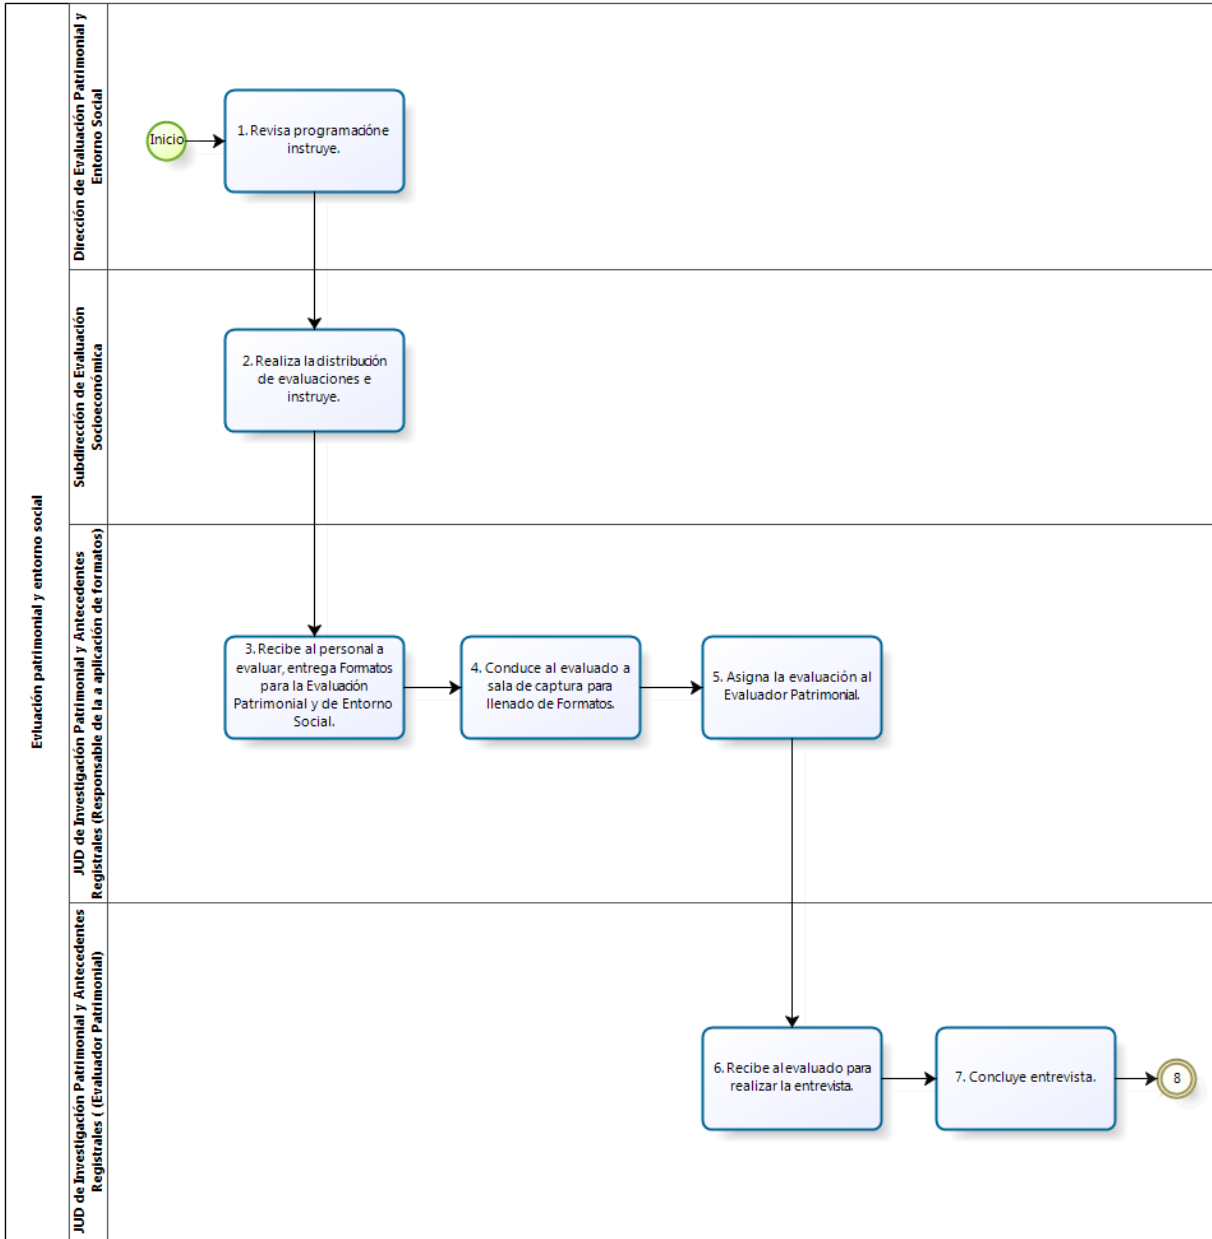 Evluación patrimonial y entorno social
Dirección de Evaluación Patrimonial y
Entorno Social
Inicio
1. Revisa programacióne
instruye.
Subdirección de Evaluación
Socioeconómica
2. Realiza la distribución
de evaluaciones e
instruye.
JUD de Investigación Patrimonial y Antecedentes
Registrales (Responsable de la a aplicación de formatos)
3. Recibe al personal a
evaluar, entrega Formatos
para la Evaluación
Patrimonial y de Entorno
Social.
4. Conduce al evaluado a
sala de captura para
llenado de Formatos.
5. Asigna la evaluación al
Evaluador Patrimonial.
JUD de Investigación Patrimonial y Antecedentes
Registrales ( (Evaluador Patrimonial)
6. Recibe al evaluado para
realizar la entrevista.
7. Concluye entrevista.
8